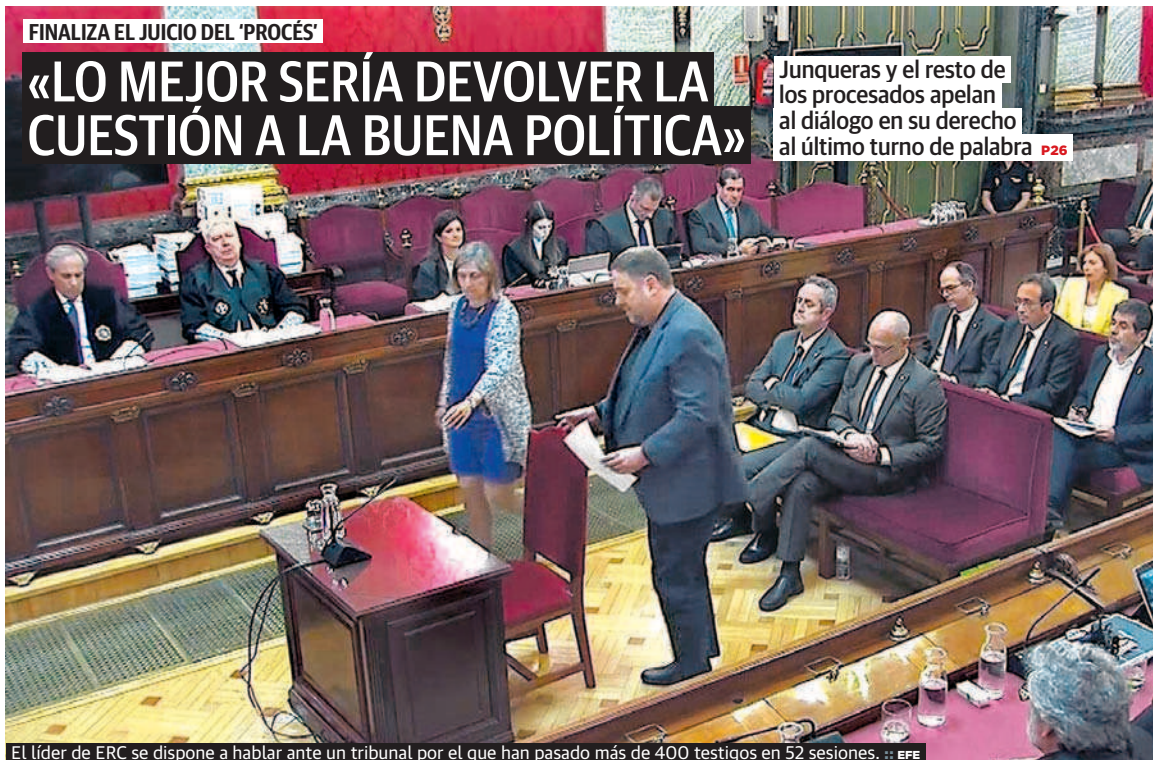 FINALIZA EL JUICIO DEL ‘PROCÉS’
«LO MEJOR SERÍA DEVOLVER LA
CUESTIÓN A LA BUENA POLÍTICA»
Junqueras y el resto de
los procesados apelan
al diálogo en su derecho
al último turno de palabra P26
El líder de ERC se dispone a hablar ante un tribunal por el que han pasado más de 400 testigos en 52 sesiones. :: EFE